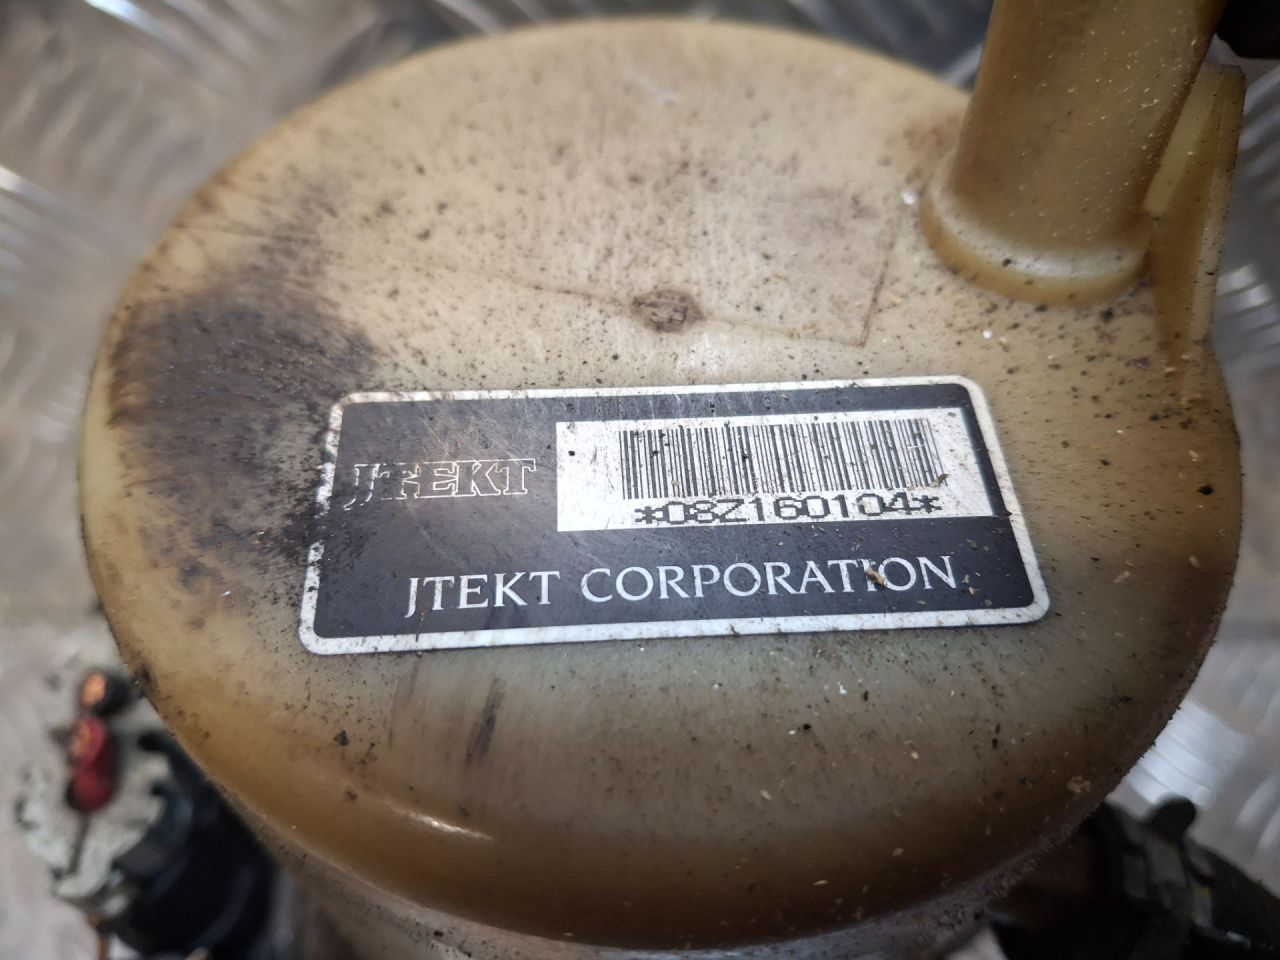 JTEKT
*08Z160104*
JTEKT CORPORATION